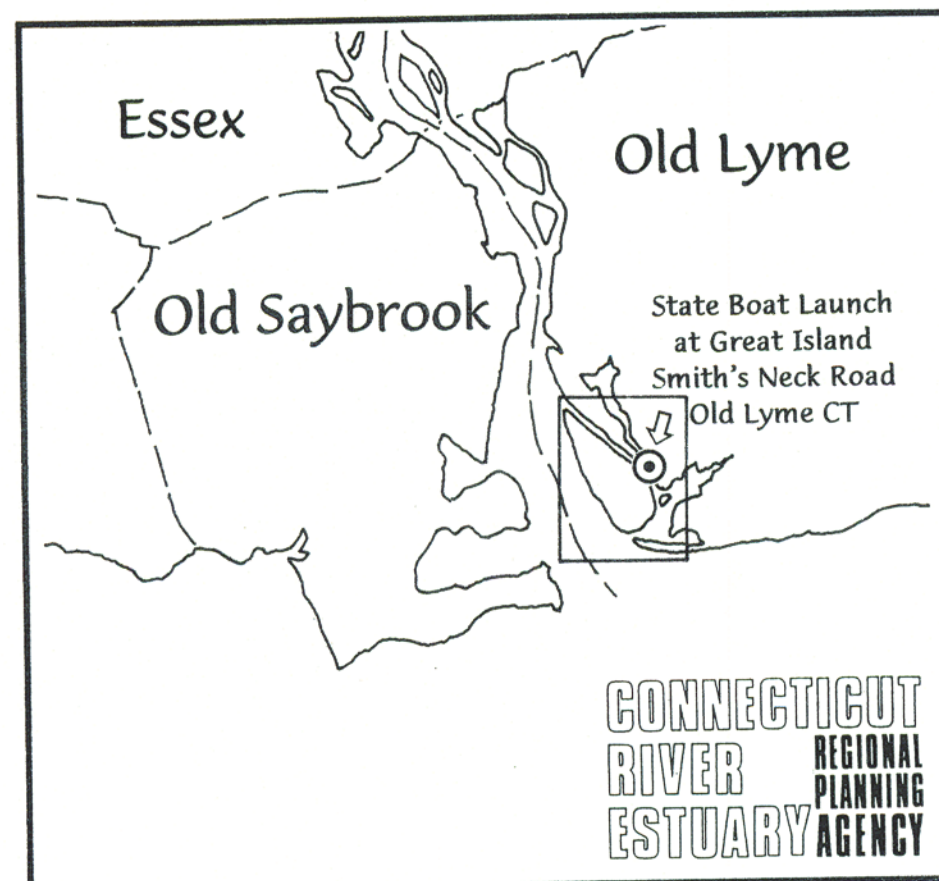 Essex
Old Lyme
Old Saybrook
State Boat Launch
at Great Island
Smith's Neck Road
Old Lyme CT
CONNECTICUT
RIVER
ESTUARY
REGIONAL
PLANNING
AGENCY